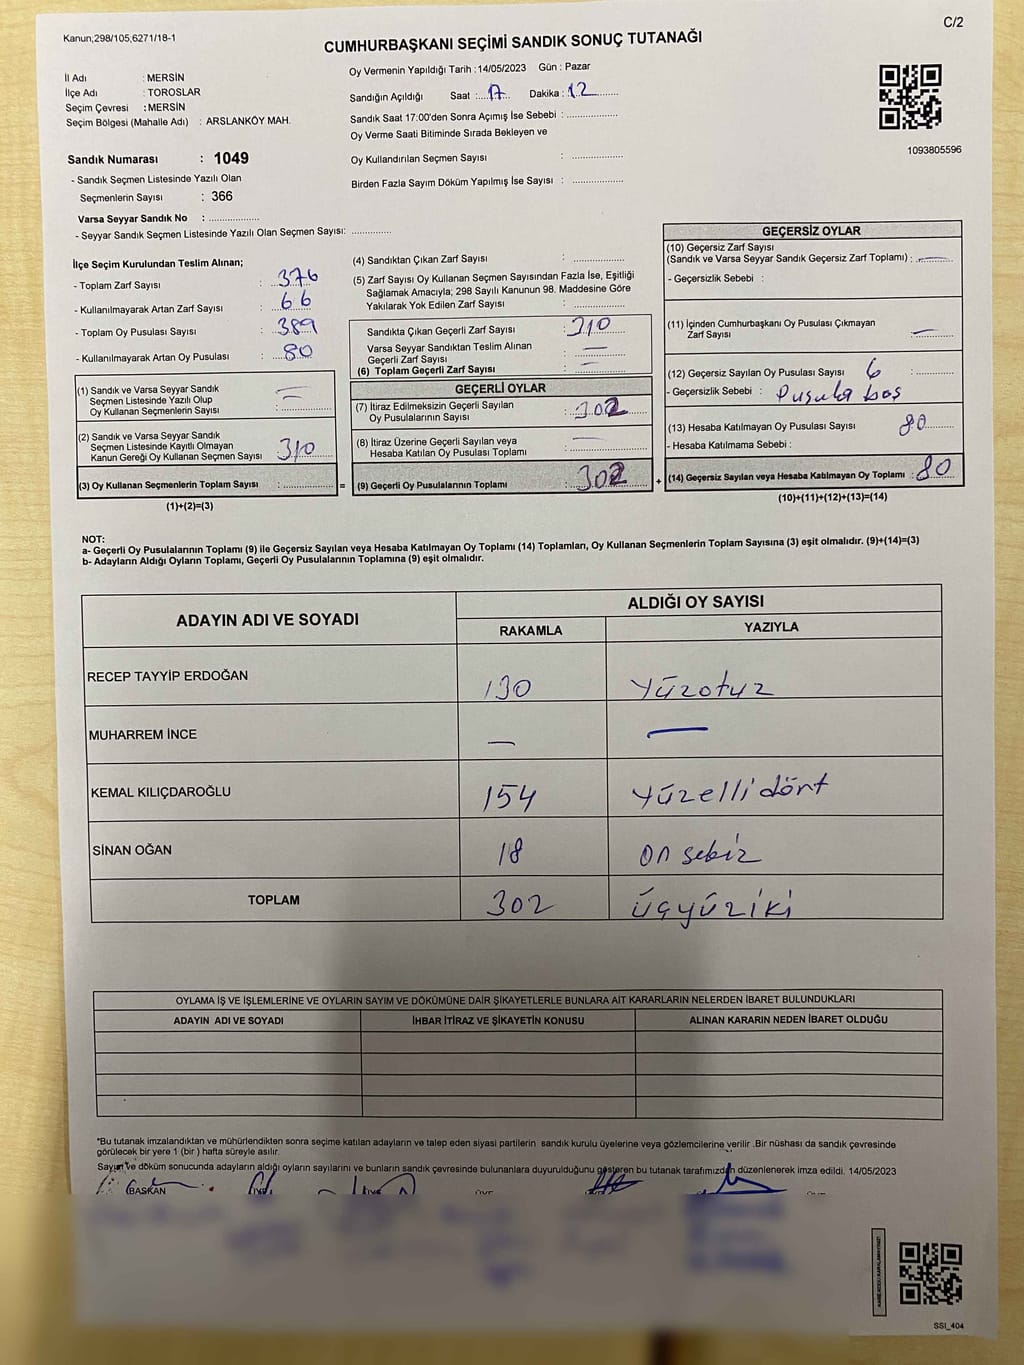 Kanun;298/105,6271/18-1
C/2
CUMHURBAŞKANI SEÇİMİ SANDIK SONUÇ TUTANAĞI
İl Adı : MERSİN
İlçe Adı : TOROSLAR
Seçim Çevresi : MERSİN
Seçim Bölgesi (Mahalle Adı) : ARSLANKÖY MAH.
Sandık Numarası : 1049
- Sandık Seçmen Listesinde Yazılı Olan
Seçmenlerin Sayısı : 366
Varsa Seyyar Sandık No : ...................
- Seyyar Sandık Seçmen Listesinde Yazılı Olan Seçmen Sayısı: ...............
Oy Vermenin Yapıldığı Tarih : 14/05/2023 Gün : Pazar
Sandığın Açıldığı Saat : 17 Dakika : 12
Sandık Saat 17:00'den Sonra Açımış İse Sebebi : ...................
Oy Verme Saati Bitiminde Sırada Bekleyen ve
Oy Kullandırılan Seçmen Sayısı : ...................
Birden Fazla Sayım Döküm Yapılmış İse Sayısı : ...................
1093805596
İlçe Seçim Kurulundan Teslim Alınan;
- Toplam Zarf Sayısı : 376
- Kullanılmayarak Artan Zarf Sayısı : 66
- Toplam Oy Pusulası Sayısı : 389
- Kullanılmayarak Artan Oy Pusulası : 80
(1) Sandık ve Varsa Seyyar Sandık
Seçmen Listesinde Yazılı Olup
Oy Kullanan Seçmenlerin Sayısı : —
(2) Sandık ve Varsa Seyyar Sandık
Seçmen Listesinde Kayıtlı Olmayan
Kanun Gereği Oy Kullanan Seçmen Sayısı : 310
(3) Oy Kullanan Seçmenlerin Toplam Sayısı : ................... =
(1)+(2)=(3)
(4) Sandıktan Çıkan Zarf Sayısı : ...................
(5) Zarf Sayısı Oy Kullanan Seçmen Sayısından Fazla İse, Eşitliği
Sağlamak Amacıyla; 298 Sayılı Kanunun 98. Maddesine Göre
Yakılarak Yok Edilen Zarf Sayısı : ...................
Sandıkta Çıkan Geçerli Zarf Sayısı : 310
Varsa Seyyar Sandıktan Teslim Alınan
Geçerli Zarf Sayısı : —
(6) Toplam Geçerli Zarf Sayısı : —
GEÇERLİ OYLAR
(7) İtiraz Edilmeksizin Geçerli Sayılan
Oy Pusulalarının Sayısı : 302
(8) İtiraz Üzerine Geçerli Sayılan veya
Hesaba Katılan Oy Pusulası Toplamı : —
(9) Geçerli Oy Pusulalarının Toplamı : 302 +
GEÇERSİZ OYLAR
(10) Geçersiz Zarf Sayısı
(Sandık ve Varsa Seyyar Sandık Geçersiz Zarf Toplamı) : —
- Geçersizlik Sebebi :
(11) İçinden Cumhurbaşkanı Oy Pusulası Çıkmayan
Zarf Sayısı —
(12) Geçersiz Sayılan Oy Pusulası Sayısı 6 : ...........
- Geçersizlik Sebebi : Pusula boş
(13) Hesaba Katılmayan Oy Pusulası Sayısı : 80
- Hesaba Katılmama Sebebi :
(14) Geçersiz Sayılan veya Hesaba Katılmayan Oy Toplamı : 80
(10)+(11)+(12)+(13)=(14)
NOT:
a- Geçerli Oy Pusulalarının Toplamı (9) ile Geçersiz Sayılan veya Hesaba Katılmayan Oy Toplamı (14) Toplamları, Oy Kullanan Seçmenlerin Toplam Sayısına (3) eşit olmalıdır. (9)+(14)=(3)
b- Adayların Aldığı Oyların Toplamı, Geçerli Oy Pusulalarının Toplamına (9) eşit olmalıdır.
ADAYIN ADI VE SOYADI
ALDIĞI OY SAYISI
RAKAMLA YAZIYLA
RECEP TAYYİP ERDOĞAN 130 Yüzotuz
MUHARREM İNCE — —
KEMAL KILIÇDAROĞLU 154 Yüzellidört
SİNAN OĞAN 18 on sekiz
TOPLAM 302 üçyüziki
OYLAMA İŞ VE İŞLEMLERİNE VE OYLARIN SAYIM VE DÖKÜMÜNE DAİR ŞİKAYETLERLE BUNLARA AİT KARARLARIN NELERDEN İBARET BULUNDUKLARI
ADAYIN ADI VE SOYADI İHBAR İTİRAZ VE ŞİKAYETİN KONUSU ALINAN KARARIN NEDEN İBARET OLDUĞU
*Bu tutanak imzalandıktan ve mühürlendikten sonra seçime katılan adayların ve talep eden siyasi partilerin sandık kurulu üyelerine veya gözlemcilerine verilir .Bir nüshası da sandık çevresinde
görülecek bir yere 1 (bir ) hafta süreyle asılır.
Sayım ve döküm sonucunda adayların aldığı oyların sayılarını ve bunların sandık çevresinde bulunanlara duyurulduğunu gösteren bu tutanak tarafımızdan düzenlenerek imza edildi. 14/05/2023
BAŞKAN ÜYE ÜYE ÜYE
SSI_404